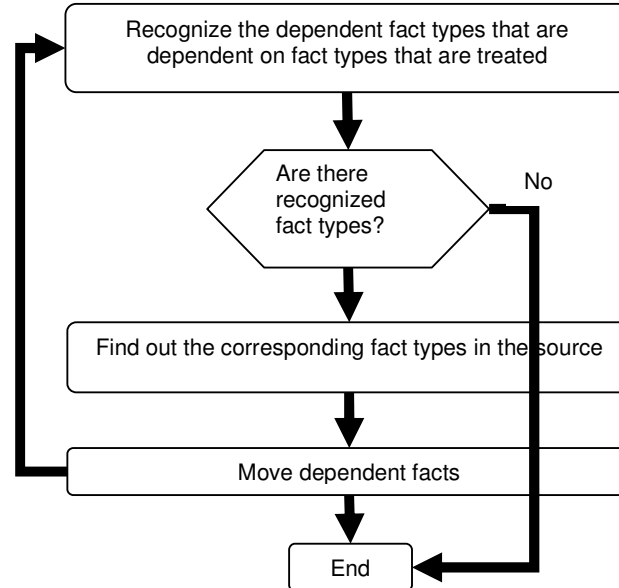 Recognize the dependent fact types that are
dependent on fact types that are treated
Are there
recognized
fact types?
No
Find out the corresponding fact types in the source
Move dependent facts
End